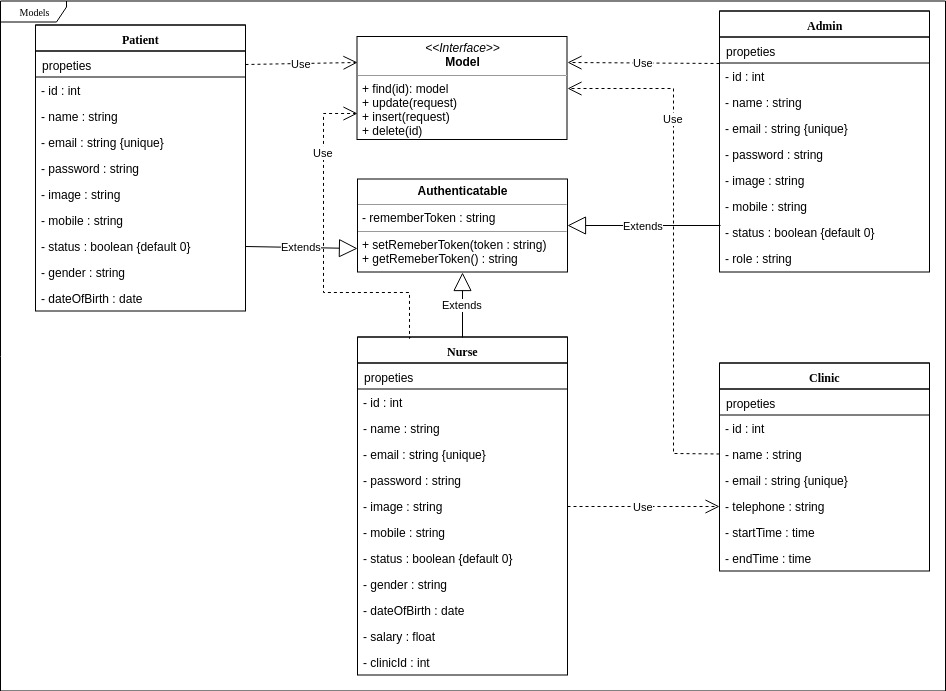 Models
Patient
propeties
- id : int
- name : string
- email : string {unique}
- password : string
- image : string
- mobile : string
- status : boolean {default 0}
- gender : string
- dateOfBirth : date
Use
<<Interface>>
Model
+ find(id): model
+ update(request)
+ insert(request)
+ delete(id)
Use
Use
Use
Admin
propeties
- id : int
- name : string
- email : string {unique}
- password : string
- image : string
- mobile : string
- status : boolean {default 0}
- role : string
Authenticatable
- rememberToken : string
+ setRemeberToken(token : string)
+ getRemeberToken() : string
Extends
Extends
Extends
Nurse
propeties
- id : int
- name : string
- email : string {unique}
- password : string
- image : string
- mobile : string
- status : boolean {default 0}
- gender : string
- dateOfBirth : date
- salary : float
- clinicId : int
Use
Clinic
propeties
- id : int
- name : string
- email : string {unique}
- telephone : string
- startTime : time
- endTime : time